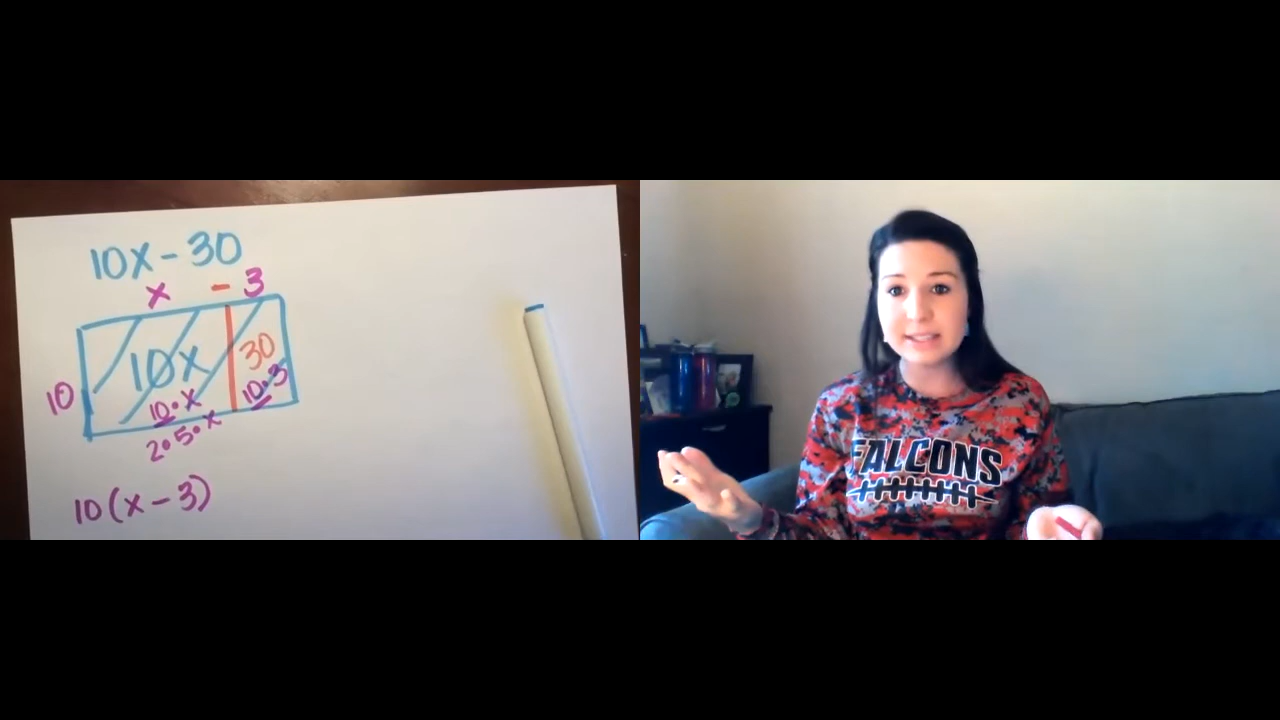 10x - 30
x - 3
10x 30
10
10•x 10•3
2•5•x
10(x - 3)
FALCONS